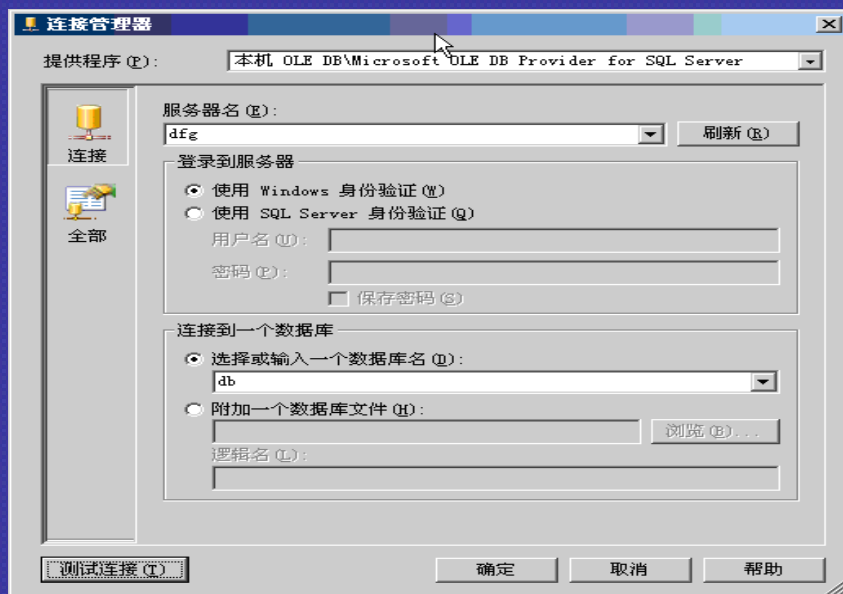 连接管理器
提供程序(P):
本机 OLE DB\Microsoft OLE DB Provider for SQL Server
连接
全部
服务器名(E):
dfg
刷新(R)
登录到服务器
使用 Windows 身份验证(W)
使用 SQL Server 身份验证(Q)
用户名(U):
密码(P):
保存密码(S)
连接到一个数据库
选择或输入一个数据库名(D):
db
附加一个数据库文件(H):
浏览(B)...
逻辑名(L):
测试连接(T)
确定
取消
帮助